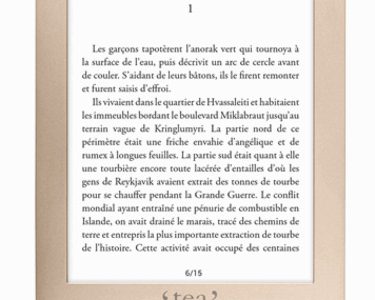 1
Les garçons tapotèrent l'anorak vert qui tournoya à
la surface de l'eau, puis décrivit un arc de cercle avant
de couler. S'aidant de leurs bâtons, ils le firent remonter
et furent saisis d'effroi.
Ils vivaient dans le quartier de Hvassaleiti et habitaient
les immeubles bordant le boulevard Miklabraut jusqu'au
terrain vague de Kringlumyri. La partie nord de ce
périmètre était une friche envahie d'angélique et de
rumex à longues feuilles. La partie sud était quant à elle
une tourbière encore toute lacérée d'entailles d'où les
gens de Reykjavik avaient extrait des tonnes de tourbe
pour se chauffer pendant la Grande Guerre. Le conflit
mondial ayant entraîné une pénurie de combustible en
Islande, on avait drainé le marais, tracé des chemins de
terre et entrepris la plus importante extraction de tourbe
de l'histoire. Cette activité avait occupé des centaines
6/15
'tea'